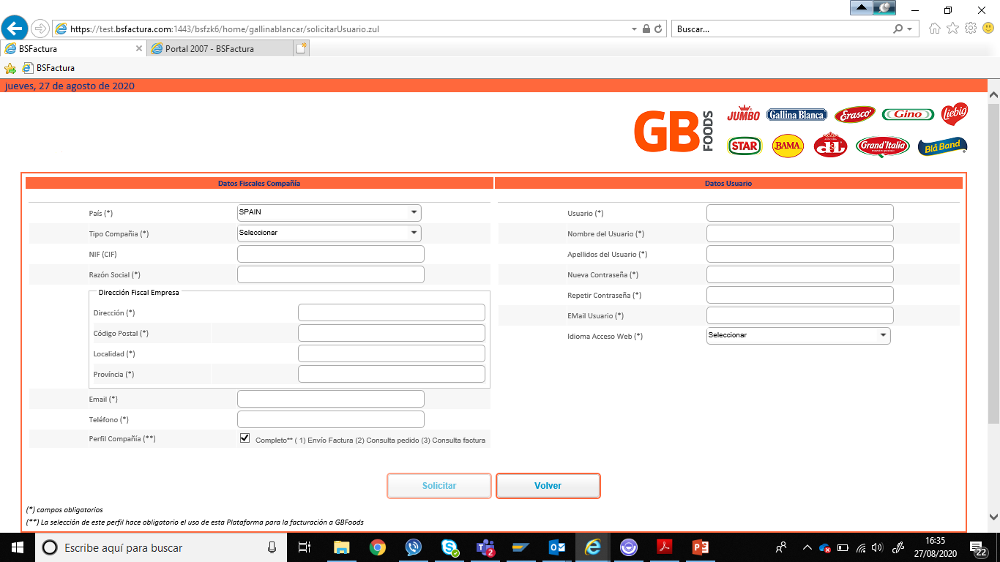 https://test.bsfactura.com:1443/bsfzk6/home/gallinablancar/solicitarUsuario.zul
Buscar...
BSFactura
Portal 2007 - BSFactura
BSFactura
jueves, 27 de agosto de 2020
GB FOODS
JUMBO Gallina Blanca Erasco Gino Liebig
STAR BAMA Grand'Italia Blå Band
Datos Fiscales Compañía
Datos Usuario
País (*) SPAIN
Usuario (*)
Tipo Compañia (*) Seleccionar
Nombre del Usuario (*)
NIF (CIF)
Apellidos del Usuario (*)
Razón Social (*)
Nueva Contraseña (*)
Dirección Fiscal Empresa
Repetir Contraseña (*)
Dirección (*)
EMail Usuario (*)
Código Postal (*)
Idioma Acceso Web (*) Seleccionar
Localidad (*)
Província (*)
Email (*)
Teléfono (*)
Perfil Compañía (**) Completo** ( 1) Envío Factura (2) Consulta pedido (3) Consulta factura
Solicitar
Volver
(*) campos obligatorios
(**) La selección de este perfil hace obligatorio el uso de esta Plataforma para la facturación a GBFoods
Escribe aquí para buscar
2
16:35
27/08/2020
22